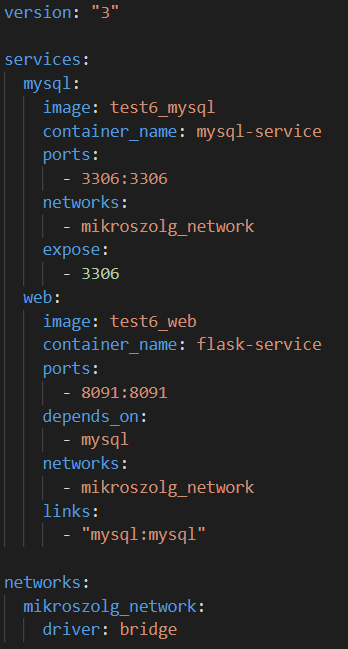 version: "3"
services:
mysql:
image: test6_mysql
container_name: mysql-service
ports:
- 3306:3306
networks:
- mikroszolg_network
expose:
- 3306
web:
image: test6_web
container_name: flask-service
ports:
- 8091:8091
depends_on:
- mysql
networks:
- mikroszolg_network
links:
- "mysql:mysql"
networks:
mikroszolg_network:
driver: bridge